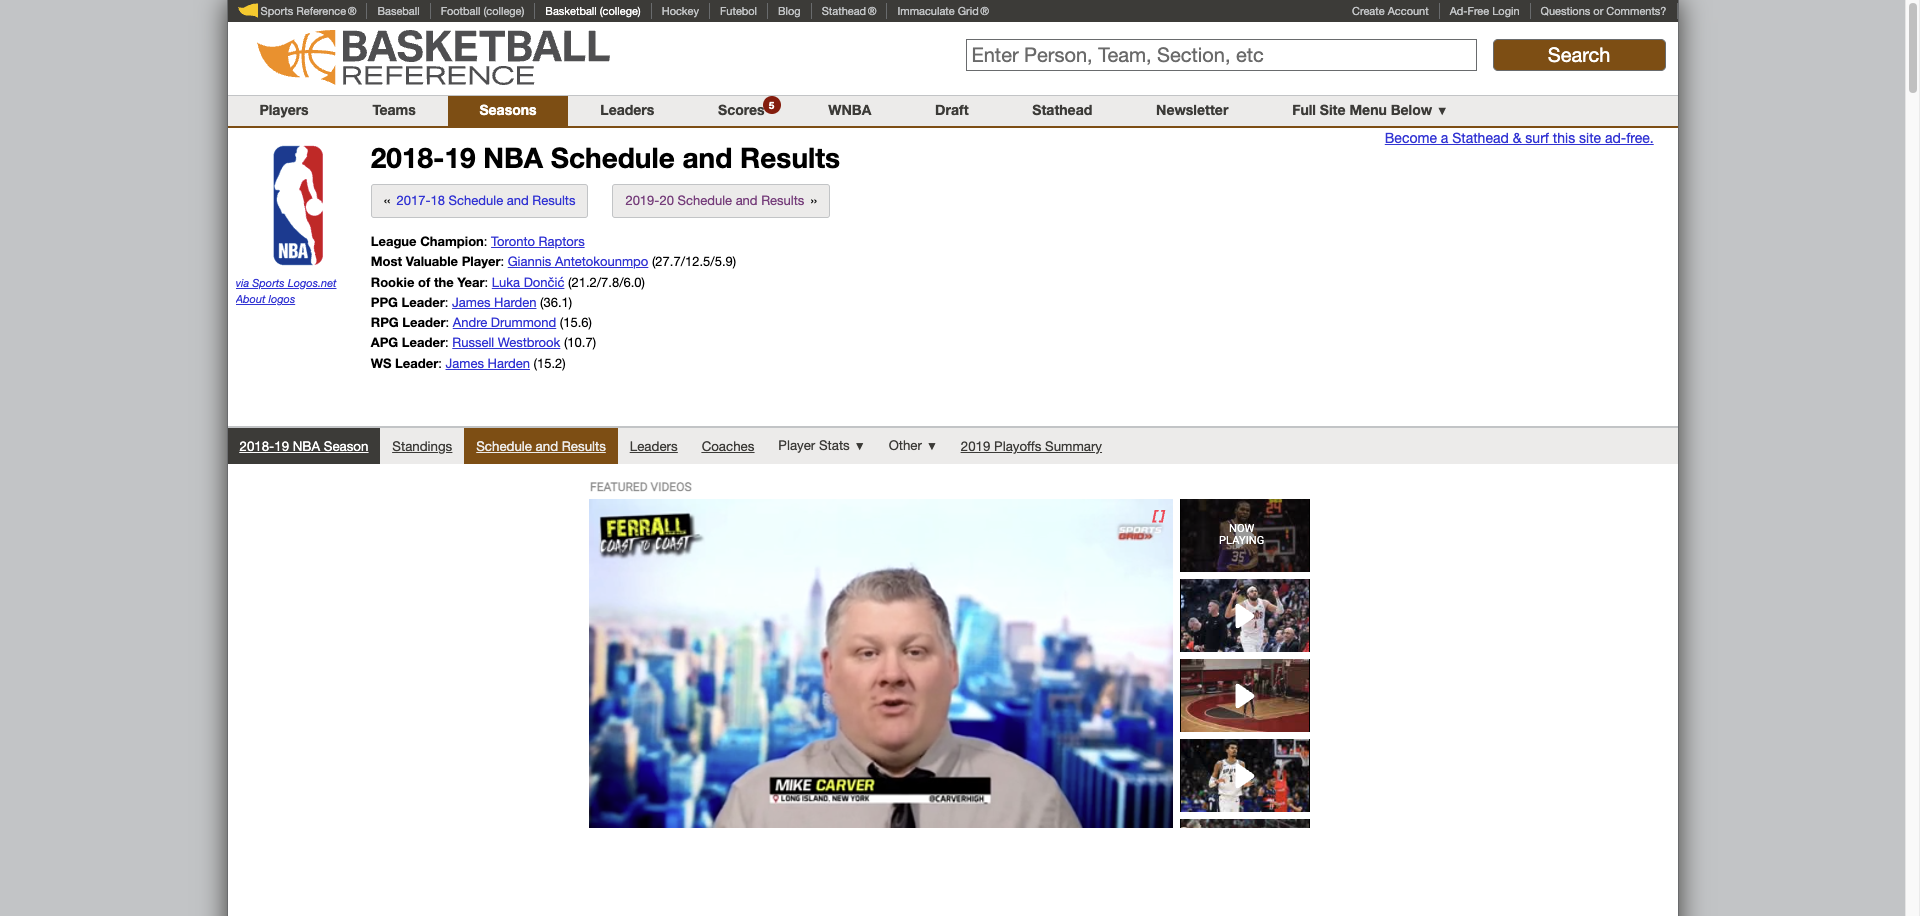 Sports Reference ® Baseball Football (college) Basketball (college) Hockey Futebol Blog Stathead ® Immaculate Grid ® Create Account Ad-Free Login Questions or Comments?
BASKETBALL
REFERENCE
Enter Person, Team, Section, etc Search
Players Teams Seasons Leaders Scores 5 WNBA Draft Stathead Newsletter Full Site Menu Below ▼
Become a Stathead & surf this site ad-free.
NBA
via Sports Logos.net
About logos
2018-19 NBA Schedule and Results
« 2017-18 Schedule and Results 2019-20 Schedule and Results »
League Champion: Toronto Raptors
Most Valuable Player: Giannis Antetokounmpo (27.7/12.5/5.9)
Rookie of the Year: Luka Dončić (21.2/7.8/6.0)
PPG Leader: James Harden (36.1)
RPG Leader: Andre Drummond (15.6)
APG Leader: Russell Westbrook (10.7)
WS Leader: James Harden (15.2)
2018-19 NBA Season Standings Schedule and Results Leaders Coaches Player Stats ▼ Other ▼ 2019 Playoffs Summary
FEATURED VIDEOS
FERRALL
COAST TO COAST
[ ]
SPORTS
GRID»
MIKE CARVER
LONG ISLAND, NEW YORK @CARVERHIGH_
24
NOW
PLAYING
35
1
1